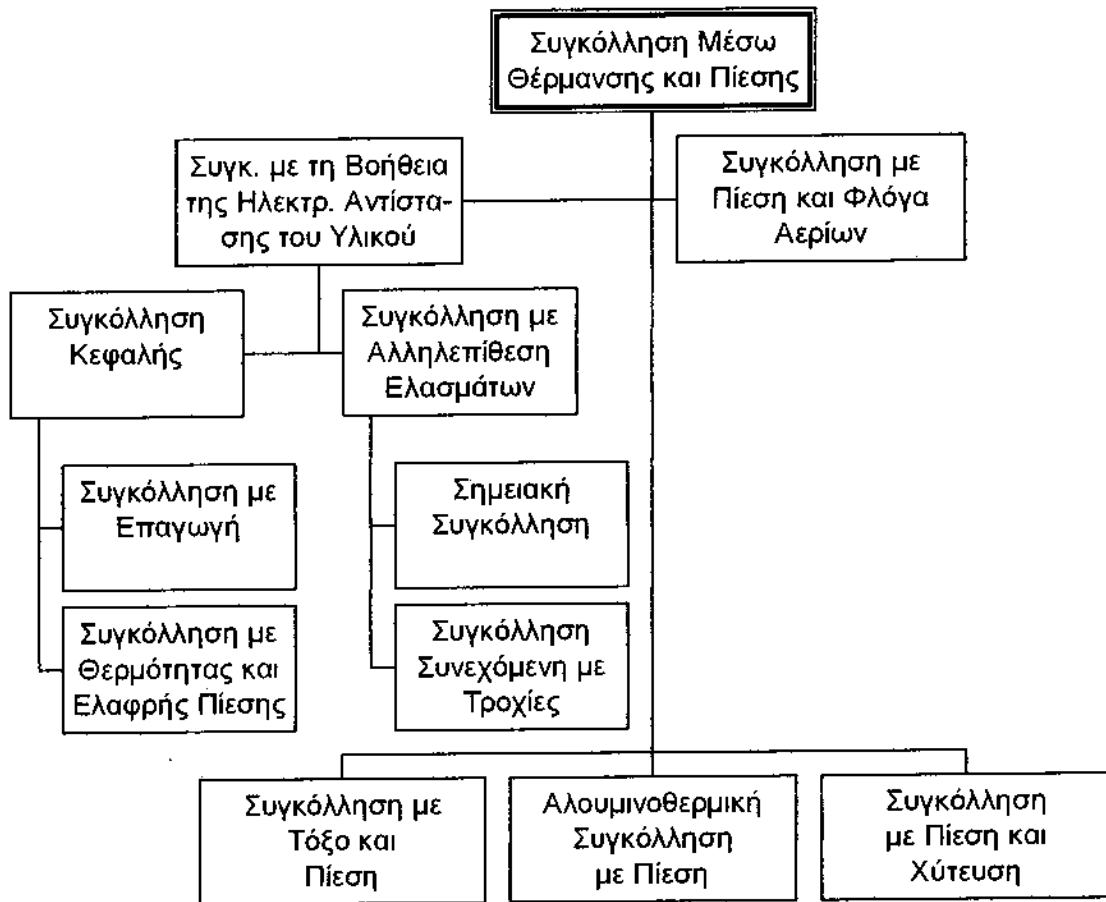 Συγκόλληση Μέσω
Θέρμανσης και Πίεσης
Συγκ. με τη Βοήθεια
της Ηλεκτρ. Αντίστα-
σης του Υλικού
Συγκόλληση με
Πίεση και Φλόγα
Αερίων
Συγκόλληση
Κεφαλής
Συγκόλληση με
Αλληλεπίθεση
Ελασμάτων
Συγκόλληση με
Επαγωγή
Σημειακή
Συγκόλληση
Συγκόλληση με
Θερμότητας και
Ελαφρής Πίεσης
Συγκόλληση
Συνεχόμενη με
Τροχίες
Συγκόλληση με
Τόξο και
Πίεση
Αλουμινοθερμική
Συγκόλληση
με Πίεση
Συγκόλληση
με Πίεση και
Χύτευση